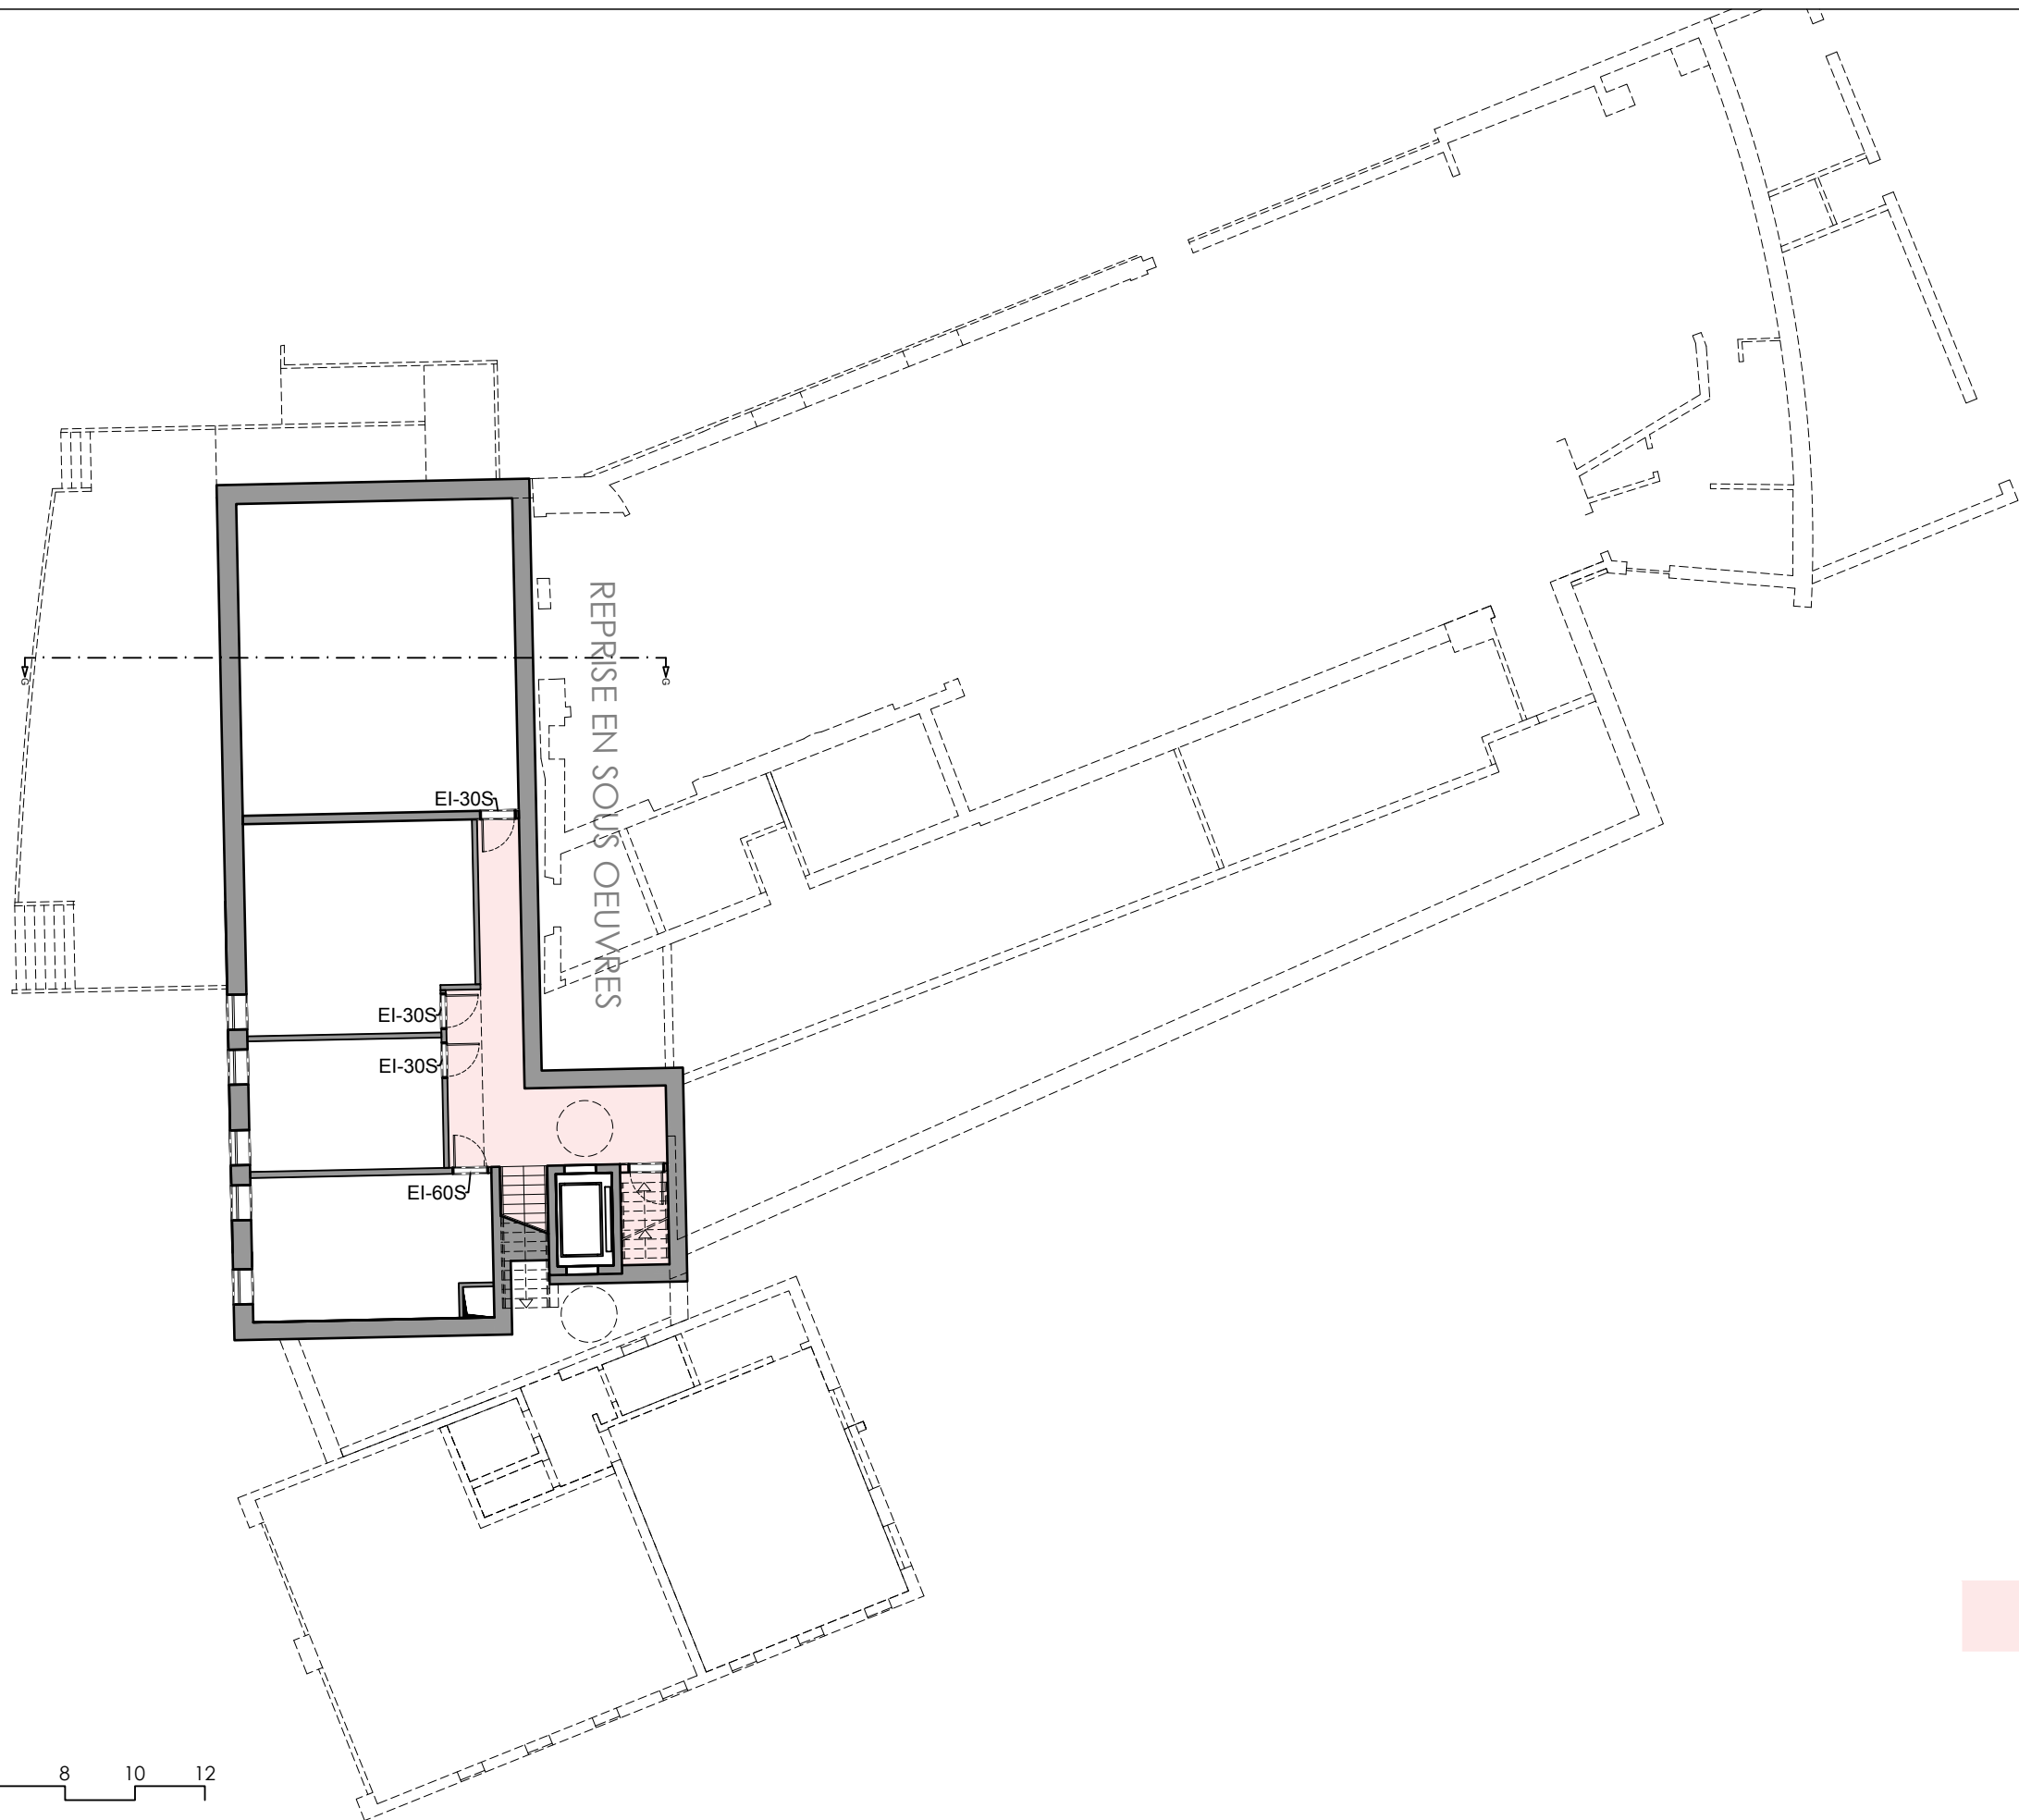 REPRISE EN SOUS OEUVRES
G
G
EI-30S
EI-30S
EI-30S
EI-60S
8 10 12